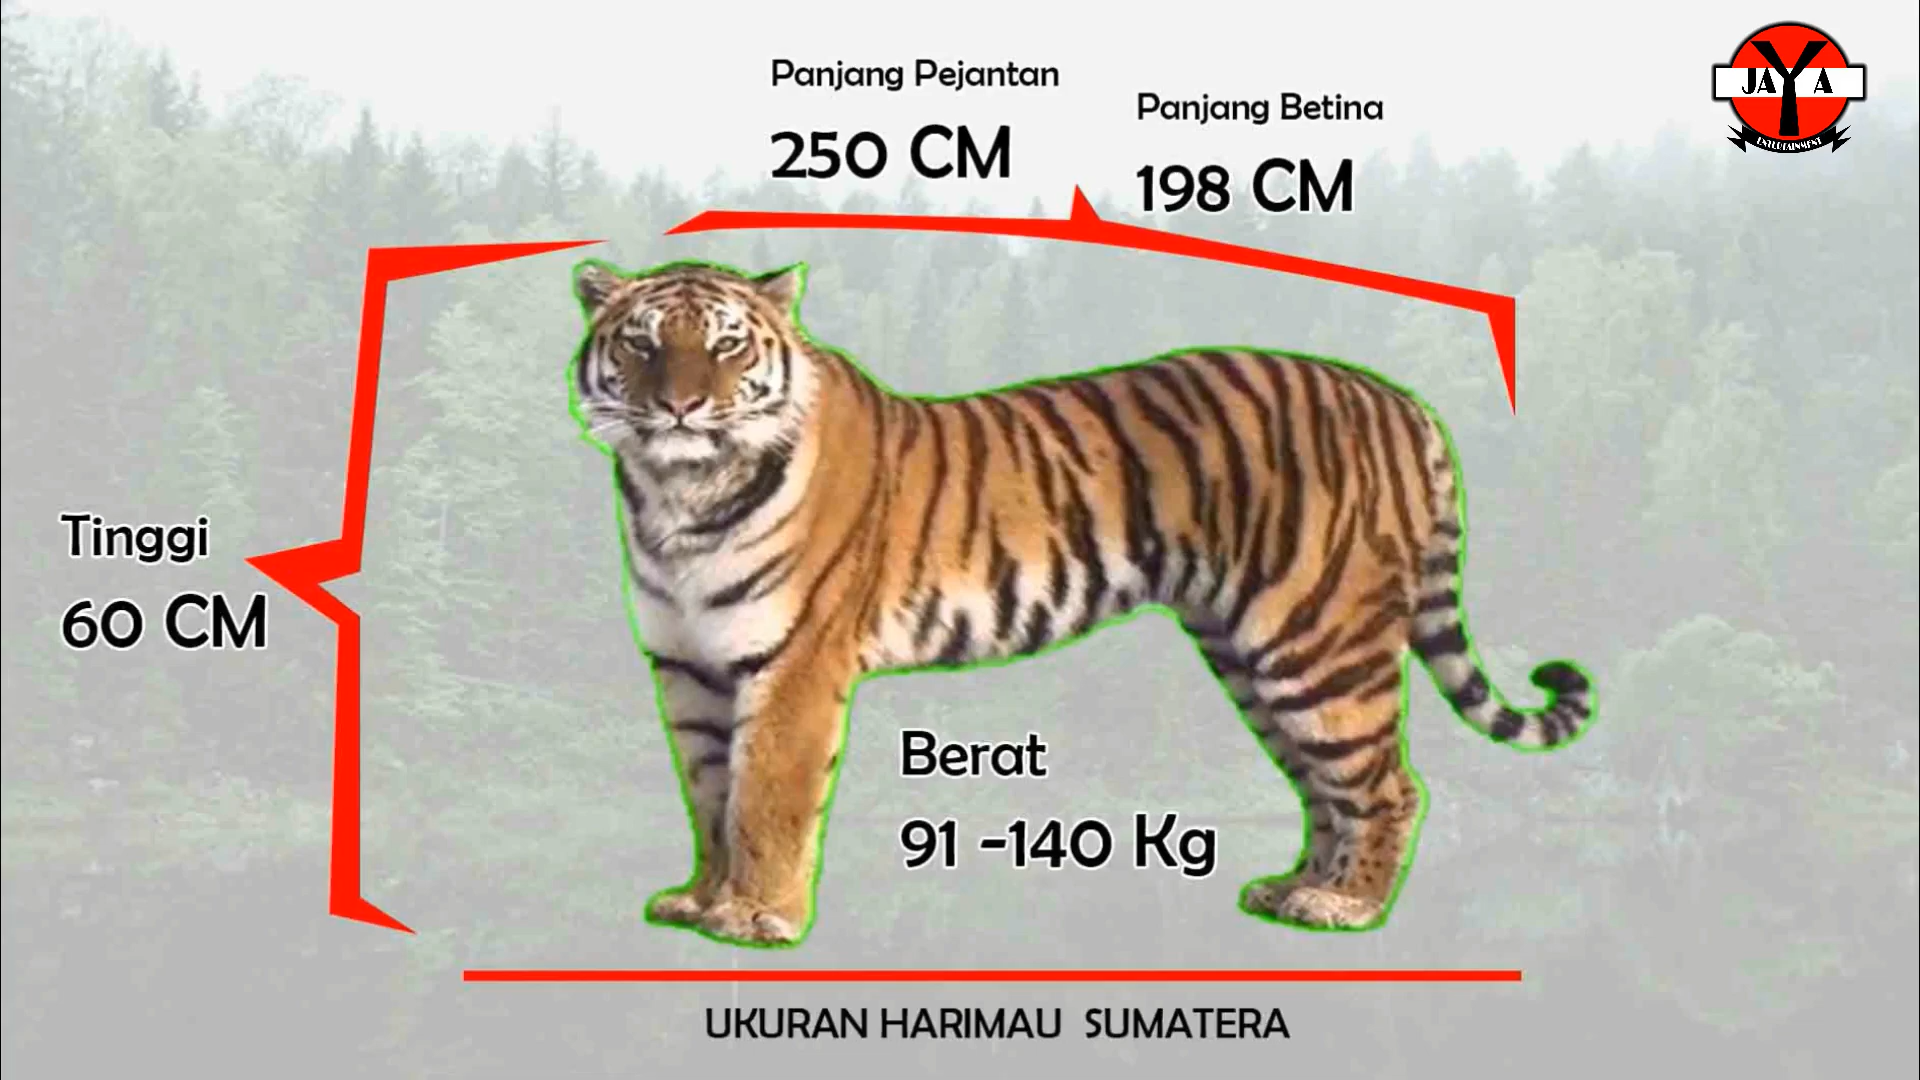 Panjang Pejantan
250 CM
Panjang Betina
198 CM
JAYA
ENTERTAINMENT
Tinggi
60 CM
Berat
91 -140 Kg
UKURAN HARIMAU SUMATERA